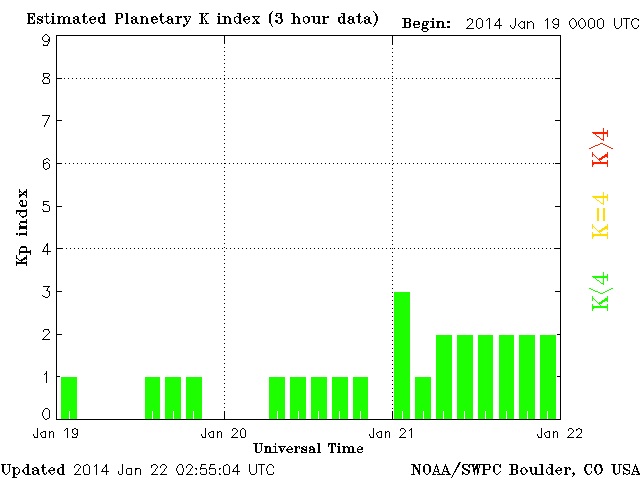 Estimated Planetary K index (3 hour data) Begin: 2014 Jan 19 0000 UTC
9
8
7
6
5
4
3
2
1
0
Kp index
K>4
K=4
K<4
Jan 19 Jan 20 Jan 21 Jan 22
Universal Time
Updated 2014 Jan 22 02:55:04 UTC NOAA/SWPC Boulder, CO USA